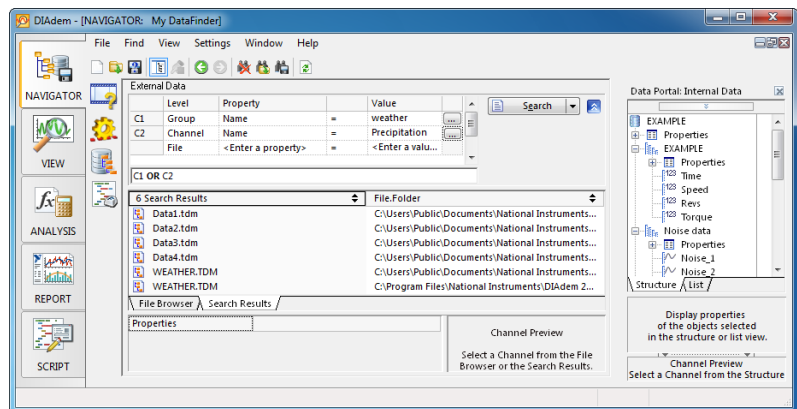 DIAdem - [NAVIGATOR: My DataFinder]
File Find View Settings Window Help
NAVIGATOR
VIEW
ANALYSIS
REPORT
SCRIPT
External Data
Level Property Value
C1 Group Name = weather ...
C2 Channel Name = Precipitation ...
File <Enter a property> = <Enter a valu...
Search
C1 OR C2
6 Search Results File.Folder
Data1.tdm C:\Users\Public\Documents\National Instruments...
Data2.tdm C:\Users\Public\Documents\National Instruments...
Data3.tdm C:\Users\Public\Documents\National Instruments...
Data4.tdm C:\Users\Public\Documents\National Instruments...
WEATHER.TDM C:\Users\Public\Documents\National Instruments...
WEATHER.TDM C:\Program Files\National Instruments\DIAdem 2...
File Browser Search Results
Properties
Channel Preview
Select a Channel from the File
Browser or the Search Results.
Data Portal: Internal Data
EXAMPLE
Properties
EXAMPLE
Properties
123 Time
123 Speed
123 Revs
123 Torque
Noise data
Properties
Noise_1
Noise_2
Structure List
Display properties
of the objects selected
in the structure or list view.
Channel Preview
Select a Channel from the Structure